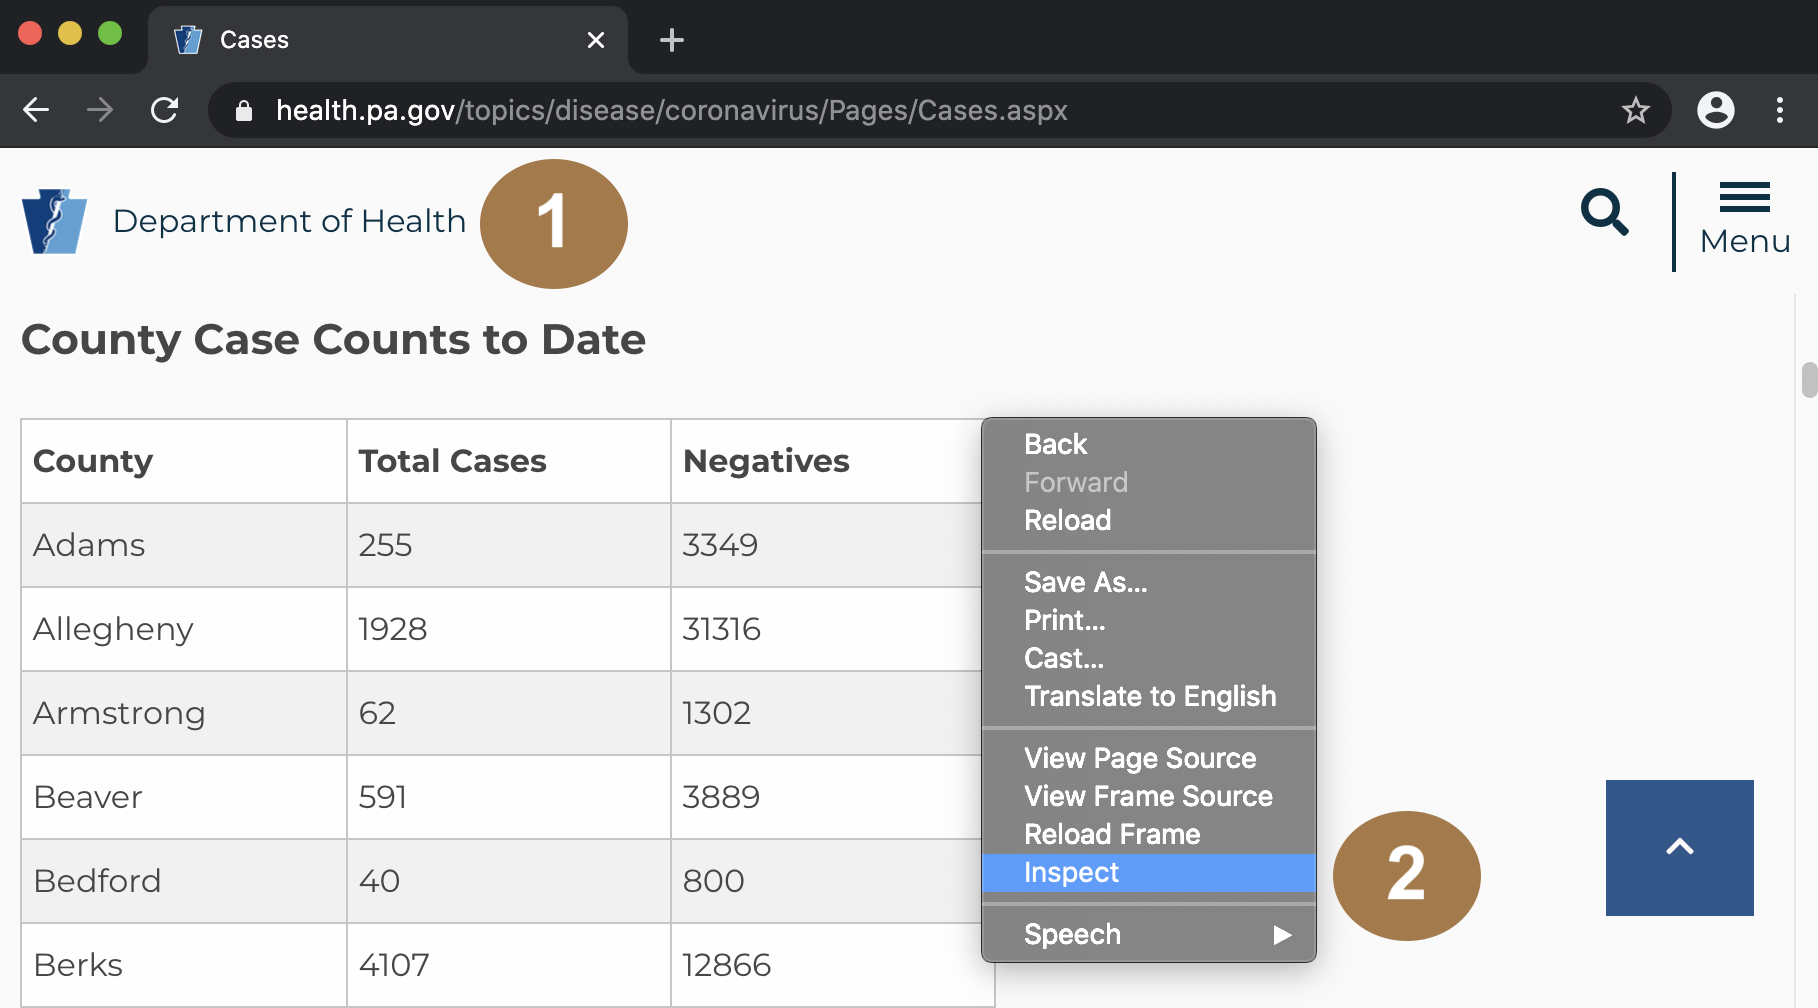 Cases
health.pa.gov/topics/disease/coronavirus/Pages/Cases.aspx
Department of Health
1
Menu
County Case Counts to Date
County Total Cases Negatives
Adams 255 3349
Allegheny 1928 31316
Armstrong 62 1302
Beaver 591 3889
Bedford 40 800
Berks 4107 12866
Back
Forward
Reload
Save As...
Print...
Cast...
Translate to English
View Page Source
View Frame Source
Reload Frame
Inspect
2
Speech